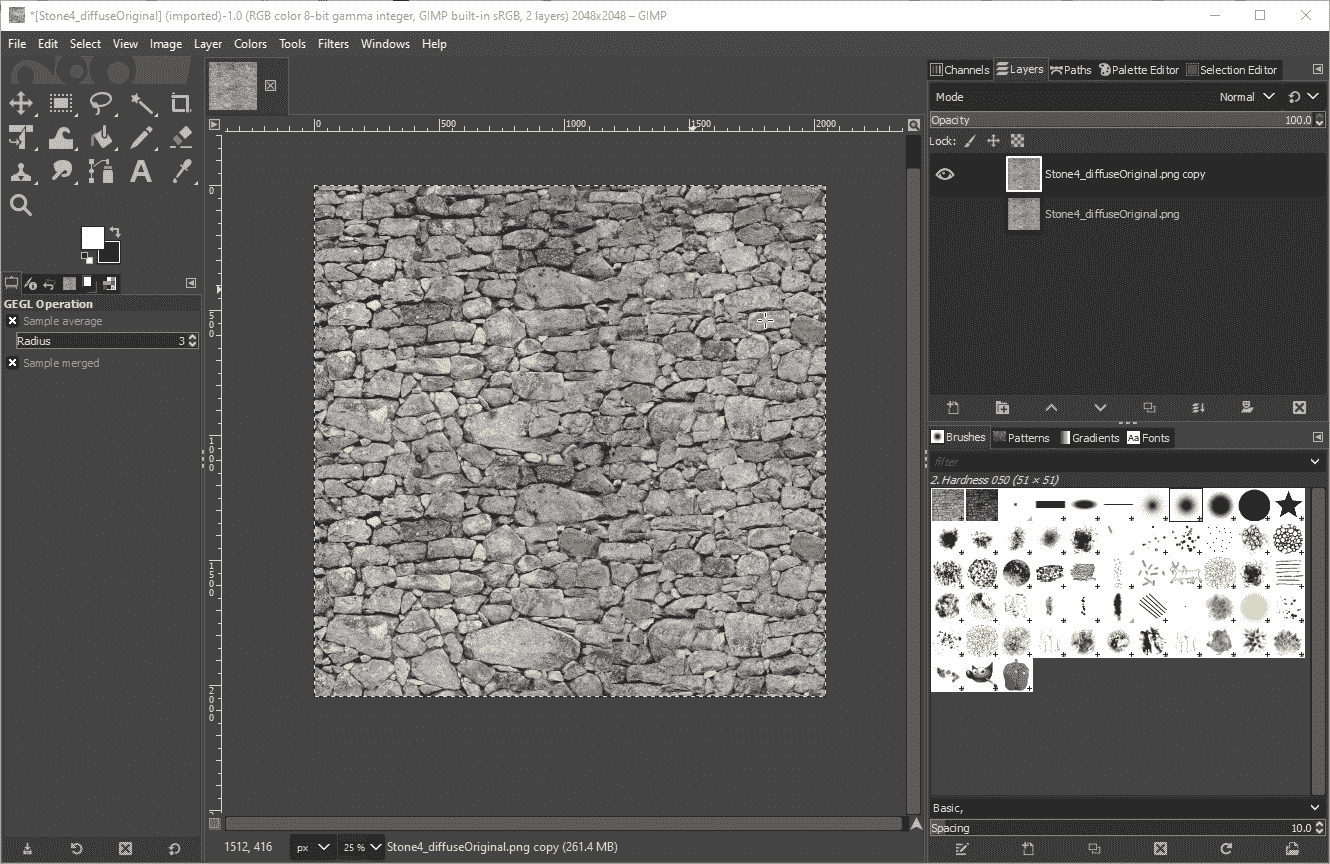 *[Stone4_diffuseOriginal] (imported)-1.0 (RGB color 8-bit gamma integer, GIMP built-in sRGB, 2 layers) 2048x2048 – GIMP
File Edit Select View Image Layer Colors Tools Filters Windows Help
Channels Layers Paths Palette Editor Selection Editor
Mode Normal
Opacity 100.0
Lock:
Stone4_diffuseOriginal.png copy
Stone4_diffuseOriginal.png
0 500 1000 1500 2000
0
500
1000
1500
2000
GEGL Operation
Sample average
Radius 3
Sample merged
Brushes Patterns Gradients Aa Fonts
filter
2. Hardness 050 (51 × 51)
Basic,
Spacing 10.0
1512, 416 px 25 % Stone4_diffuseOriginal.png copy (261.4 MB)